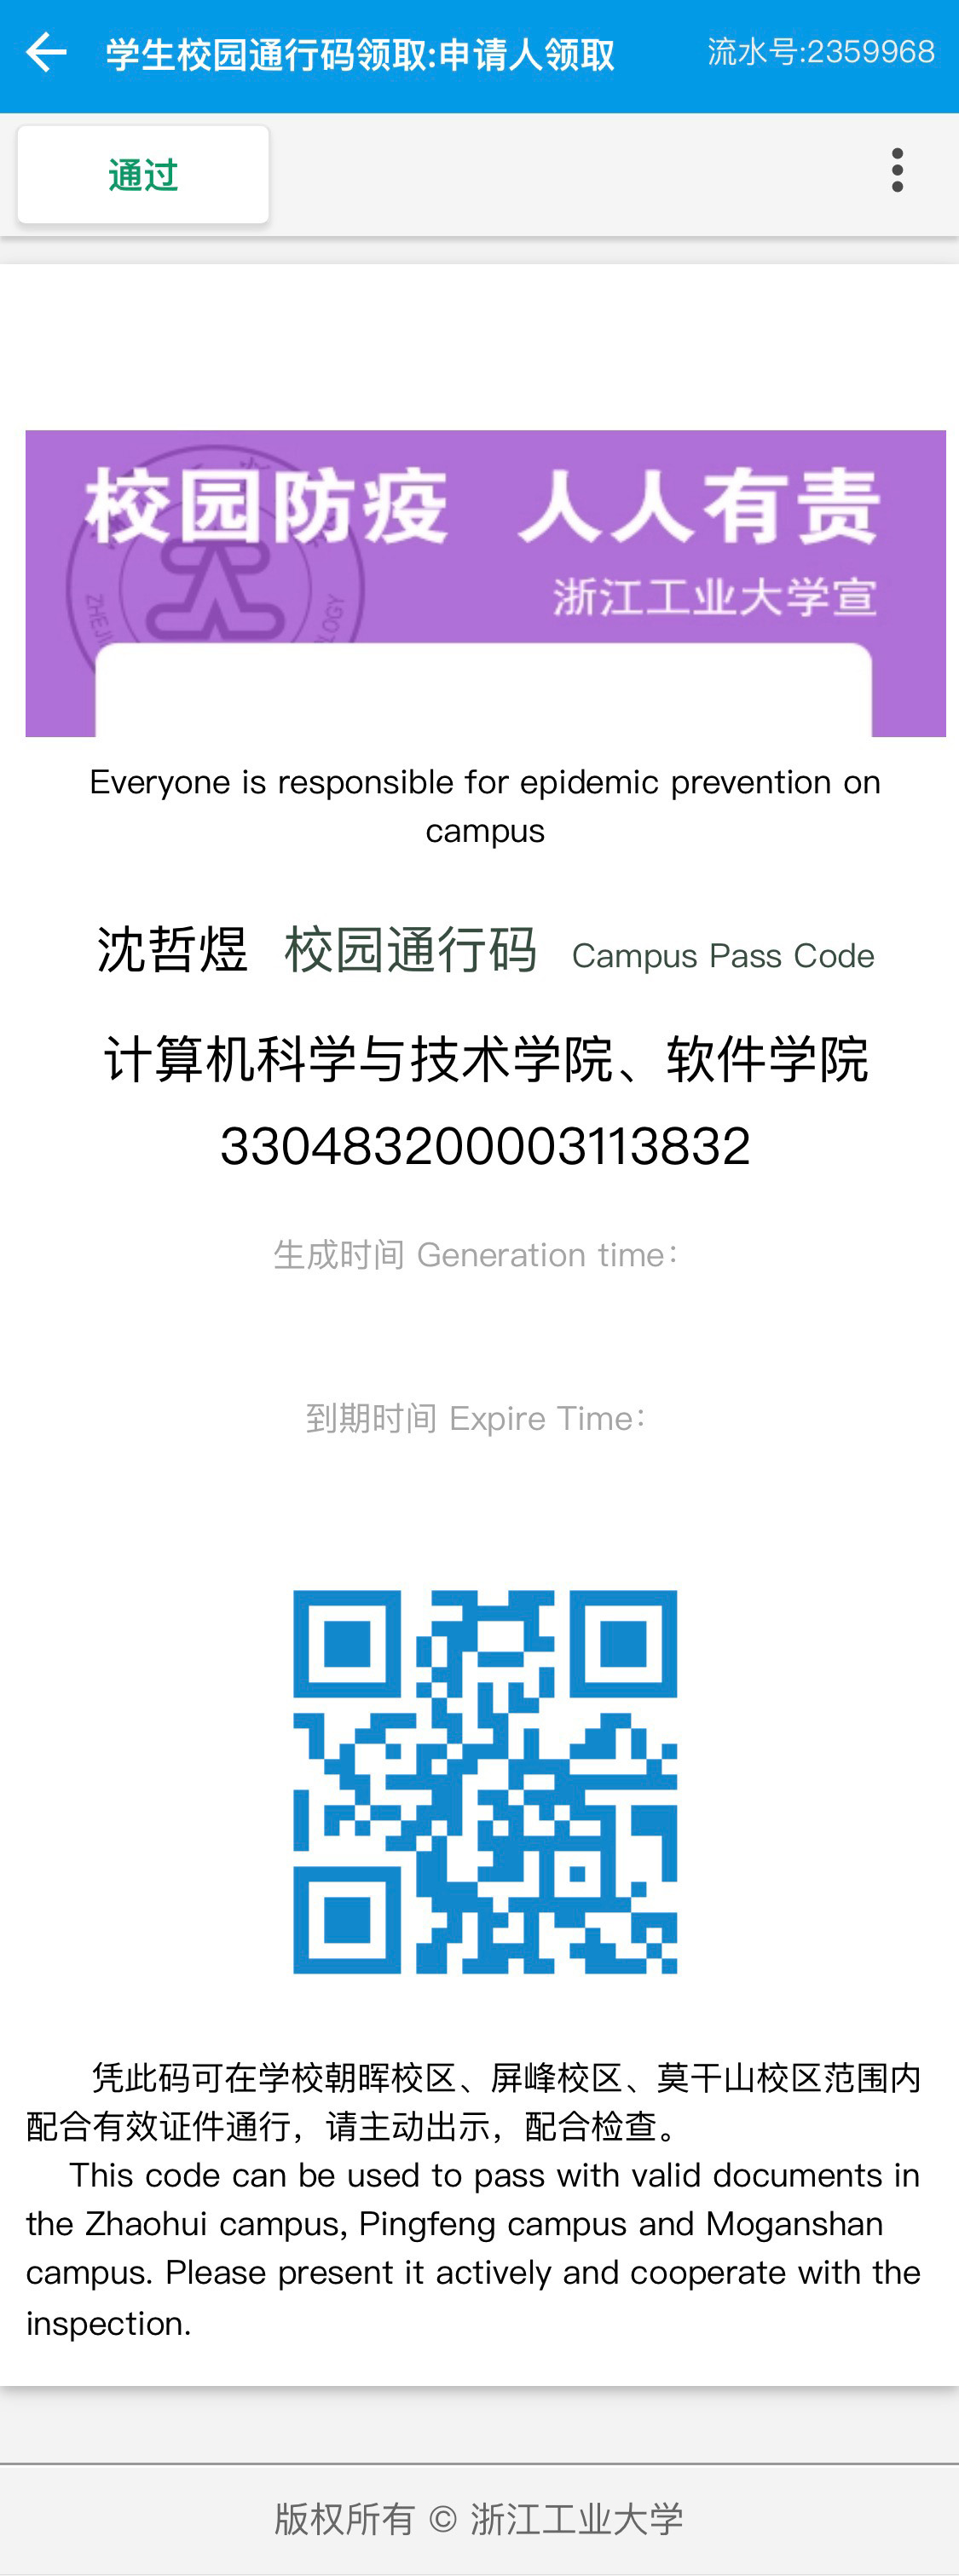 学生校园通行码领取:申请人领取
流水号:2359968
通过
校园防疫 人人有责
浙江工业大学宣
Everyone is responsible for epidemic prevention on
campus
沈哲煜 校园通行码 Campus Pass Code
计算机科学与技术学院、软件学院
330483200003113832
生成时间 Generation time:
到期时间 Expire Time:
凭此码可在学校朝晖校区、屏峰校区、莫干山校区范围内
配合有效证件通行，请主动出示，配合检查。
This code can be used to pass with valid documents in
the Zhaohui campus, Pingfeng campus and Moganshan
campus. Please present it actively and cooperate with the
inspection.
版权所有 © 浙江工业大学